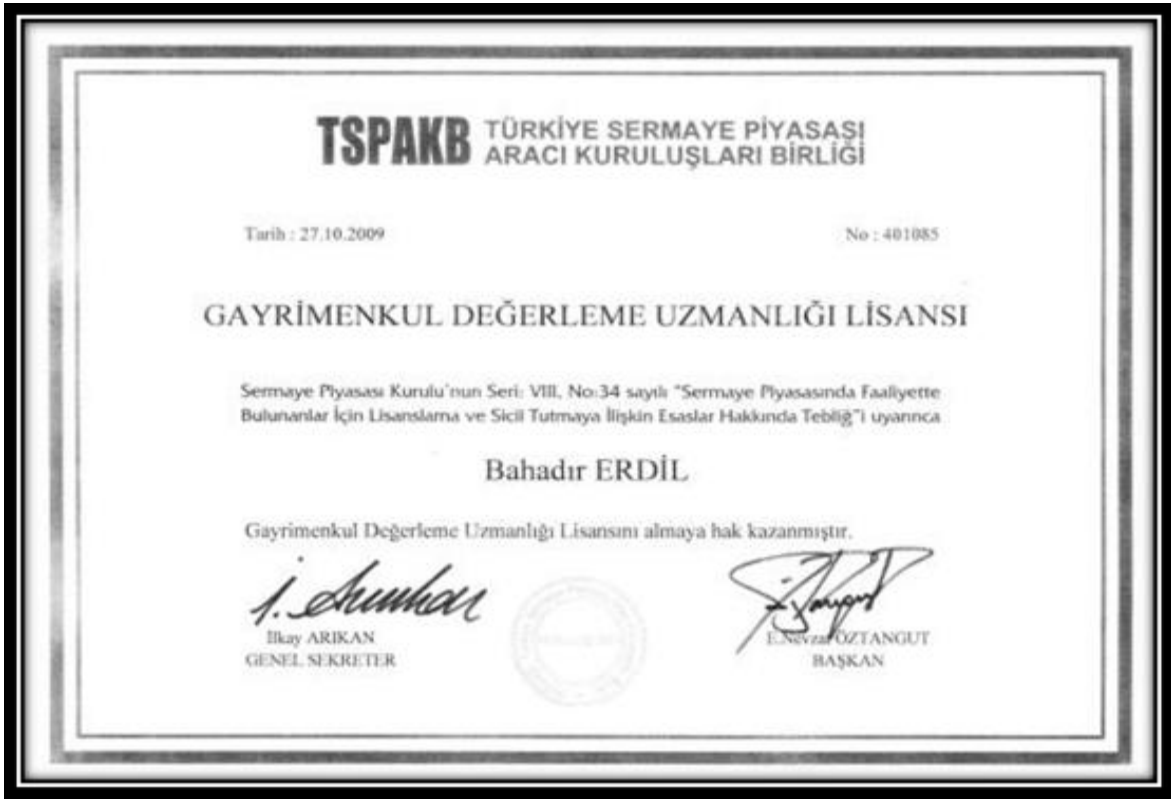 TSPAKB TÜRKİYE SERMAYE PİYASASI
ARACI KURULUŞLARI BİRLİĞİ
Tarih : 27.10.2009 No : 401085
GAYRİMENKUL DEĞERLEME UZMANLIĞI LİSANSI
Sermaye Piyasası Kurulu'nun Seri: VIII, No:34 sayılı "Sermaye Piyasasında Faaliyette
Bulunanlar İçin Lisanslama ve Sicil Tutmaya İlişkin Esaslar Hakkında Tebliğ"i uyarınca
Bahadır ERDİL
Gayrimenkul Değerleme Uzmanlığı Lisansını almaya hak kazanmıştır.
İlkay ARIKAN
GENEL SEKRETER
E.Nevzat ÖZTANGUT
BAŞKAN